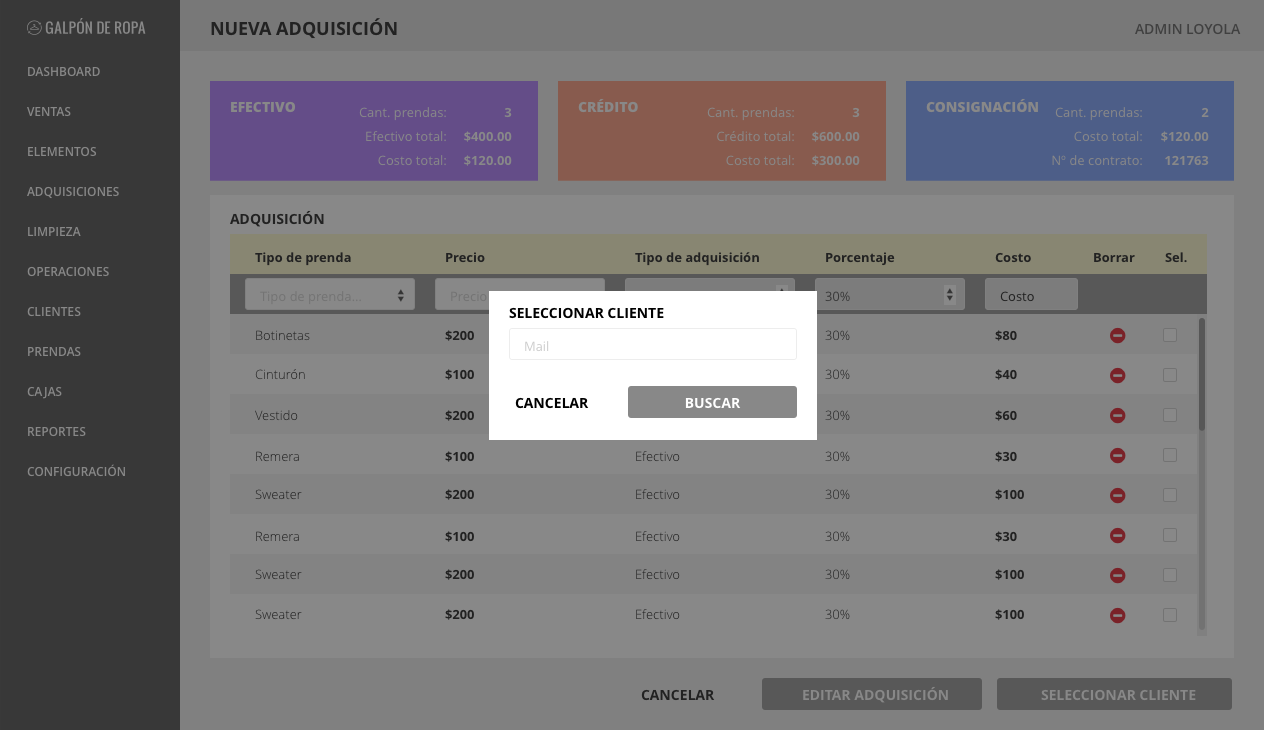 GALPÓN DE ROPA
DASHBOARD
VENTAS
ELEMENTOS
ADQUISICIONES
LIMPIEZA
OPERACIONES
CLIENTES
PRENDAS
CAJAS
REPORTES
CONFIGURACIÓN
NUEVA ADQUISICIÓN
ADMIN LOYOLA
EFECTIVO
Cant. prendas: 3
Efectivo total: $400.00
Costo total: $120.00
CRÉDITO
Cant. prendas: 3
Crédito total: $600.00
Costo total: $300.00
CONSIGNACIÓN
Cant. prendas: 2
Costo total: $120.00
Nº de contrato: 121763
ADQUISICIÓN
Tipo de prenda Precio Tipo de adquisición Porcentaje Costo Borrar Sel.
Tipo de prenda... Precio 30% Costo
Botinetas $200 30% $80
Cinturón $100 30% $40
Vestido $200 30% $60
Remera $100 Efectivo 30% $30
Sweater $200 Efectivo 30% $100
Remera $100 Efectivo 30% $30
Sweater $200 Efectivo 30% $100
Sweater $200 Efectivo 30% $100
SELECCIONAR CLIENTE
Mail
CANCELAR BUSCAR
CANCELAR EDITAR ADQUISICIÓN SELECCIONAR CLIENTE